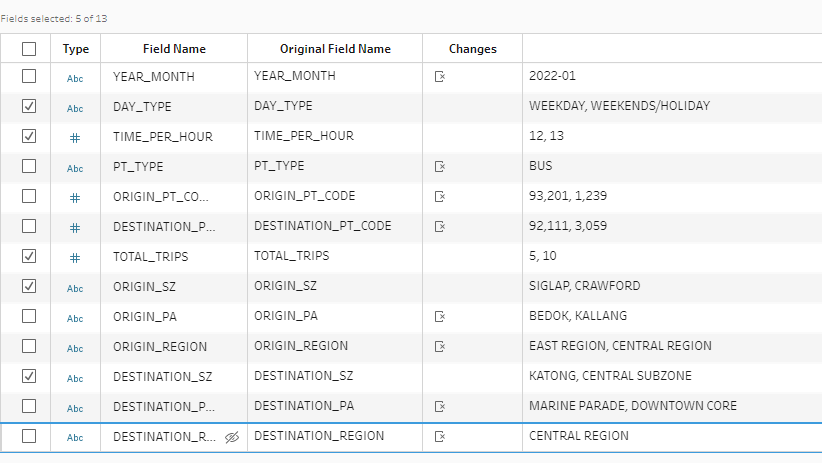 Fields selected: 5 of 13
Type Field Name Original Field Name Changes
Abc YEAR_MONTH YEAR_MONTH 2022-01
Abc DAY_TYPE DAY_TYPE WEEKDAY, WEEKENDS/HOLIDAY
# TIME_PER_HOUR TIME_PER_HOUR 12, 13
Abc PT_TYPE PT_TYPE BUS
# ORIGIN_PT_CO... ORIGIN_PT_CODE 93,201, 1,239
# DESTINATION_P... DESTINATION_PT_CODE 92,111, 3,059
# TOTAL_TRIPS TOTAL_TRIPS 5, 10
Abc ORIGIN_SZ ORIGIN_SZ SIGLAP, CRAWFORD
Abc ORIGIN_PA ORIGIN_PA BEDOK, KALLANG
Abc ORIGIN_REGION ORIGIN_REGION EAST REGION, CENTRAL REGION
Abc DESTINATION_SZ DESTINATION_SZ KATONG, CENTRAL SUBZONE
Abc DESTINATION_P... DESTINATION_PA MARINE PARADE, DOWNTOWN CORE
Abc DESTINATION_R... DESTINATION_REGION CENTRAL REGION